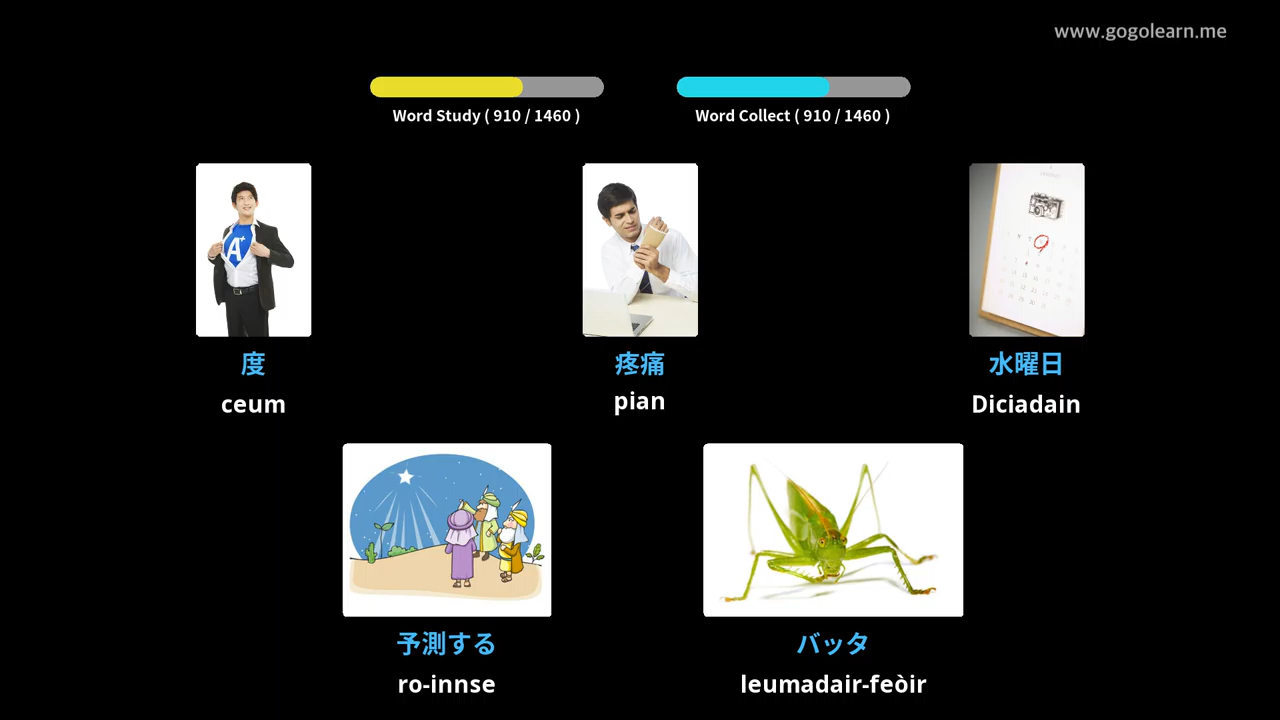 www.gogolearn.me
Word Study ( 910 / 1460 )
Word Collect ( 910 / 1460 )
A+
度
ceum
疼痛
pian
水曜日
Diciadain
予測する
ro-innse
バッタ
leumadair-feòir